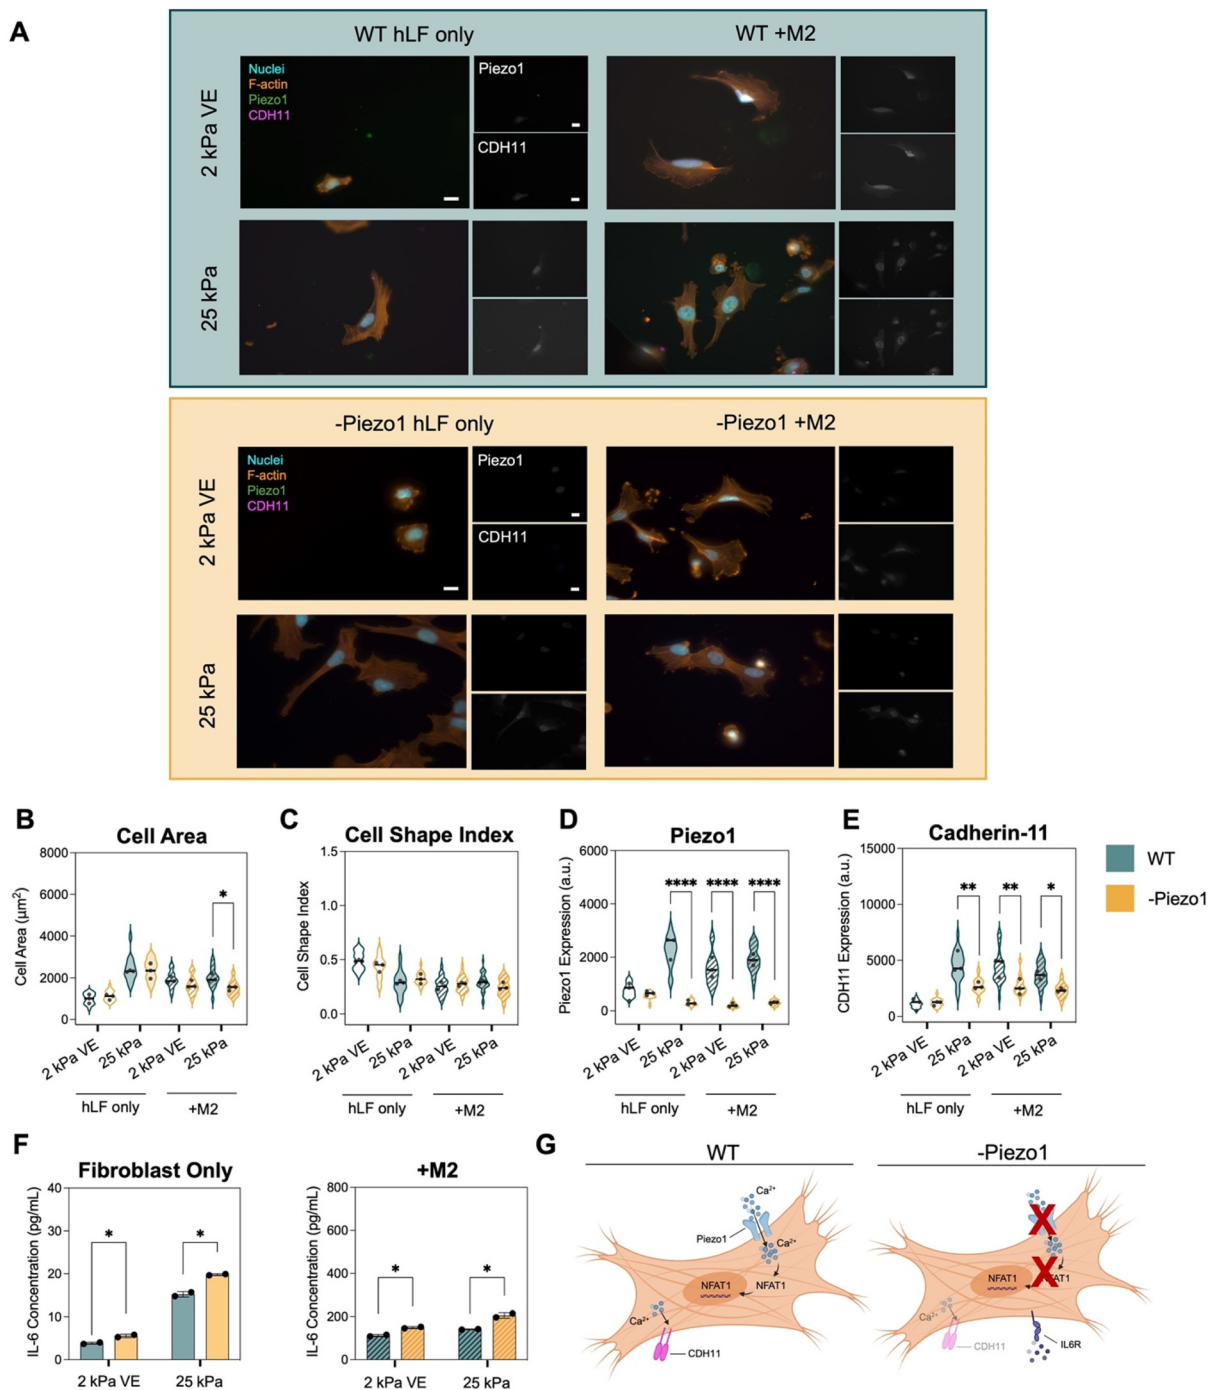 A
WT hLF only
WT +M2
2 kPa VE
Nuclei
F-actin
Piezo1
CDH11
Piezo1
CDH11
25 kPa
-Piezo1 hLF only
-Piezo1 +M2
2 kPa VE
Nuclei
F-actin
Piezo1
CDH11
Piezo1
CDH11
25 kPa
B
Cell Area
Cell Area (μm²)
8000
6000
4000
2000
0
*
2 kPa VE
25 kPa
2 kPa VE
25 kPa
hLF only
+M2
C
Cell Shape Index
Cell Shape Index
1.5
1.0
0.5
0.0
2 kPa VE
25 kPa
2 kPa VE
25 kPa
hLF only
+M2
D
Piezo1
Piezo1 Expression (a.u.)
6000
4000
2000
0
**** **** ****
2 kPa VE
25 kPa
2 kPa VE
25 kPa
hLF only
+M2
E
Cadherin-11
CDH11 Expression (a.u.)
15000
10000
5000
0
** ** *
2 kPa VE
25 kPa
2 kPa VE
25 kPa
hLF only
+M2
WT
-Piezo1
F
Fibroblast Only
IL-6 Concentration (pg/mL)
40
30
20
10
0
* *
2 kPa VE
25 kPa
+M2
IL-6 Concentration (pg/mL)
800
600
400
200
0
* *
2 kPa VE
25 kPa
G
WT
Ca²⁺
Piezo1
Ca²⁺
NFAT1
NFAT1
Ca²⁺
CDH11
-Piezo1
X
X
NFAT1
Ca²⁺
CDH11
IL6R